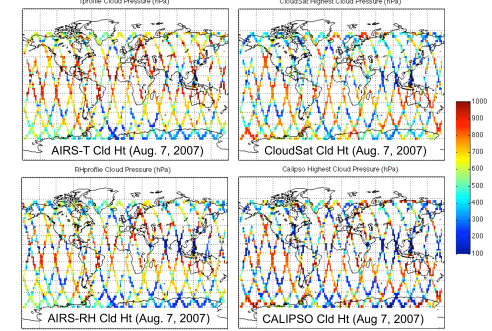 Tprofile Cloud Pressure (hPa)
CloudSat Highest Cloud Pressure (hPa)
AIRS-T Cld Ht (Aug. 7, 2007)
CloudSat Cld Ht (Aug. 7, 2007)
RHprofile Cloud Pressure (hPa)
Calipso Highest Cloud Pressure (hPa)
AIRS-RH Cld Ht (Aug. 7, 2007)
CALIPSO Cld Ht (Aug. 7, 2007)
1000
900
800
700
600
500
400
300
200
100